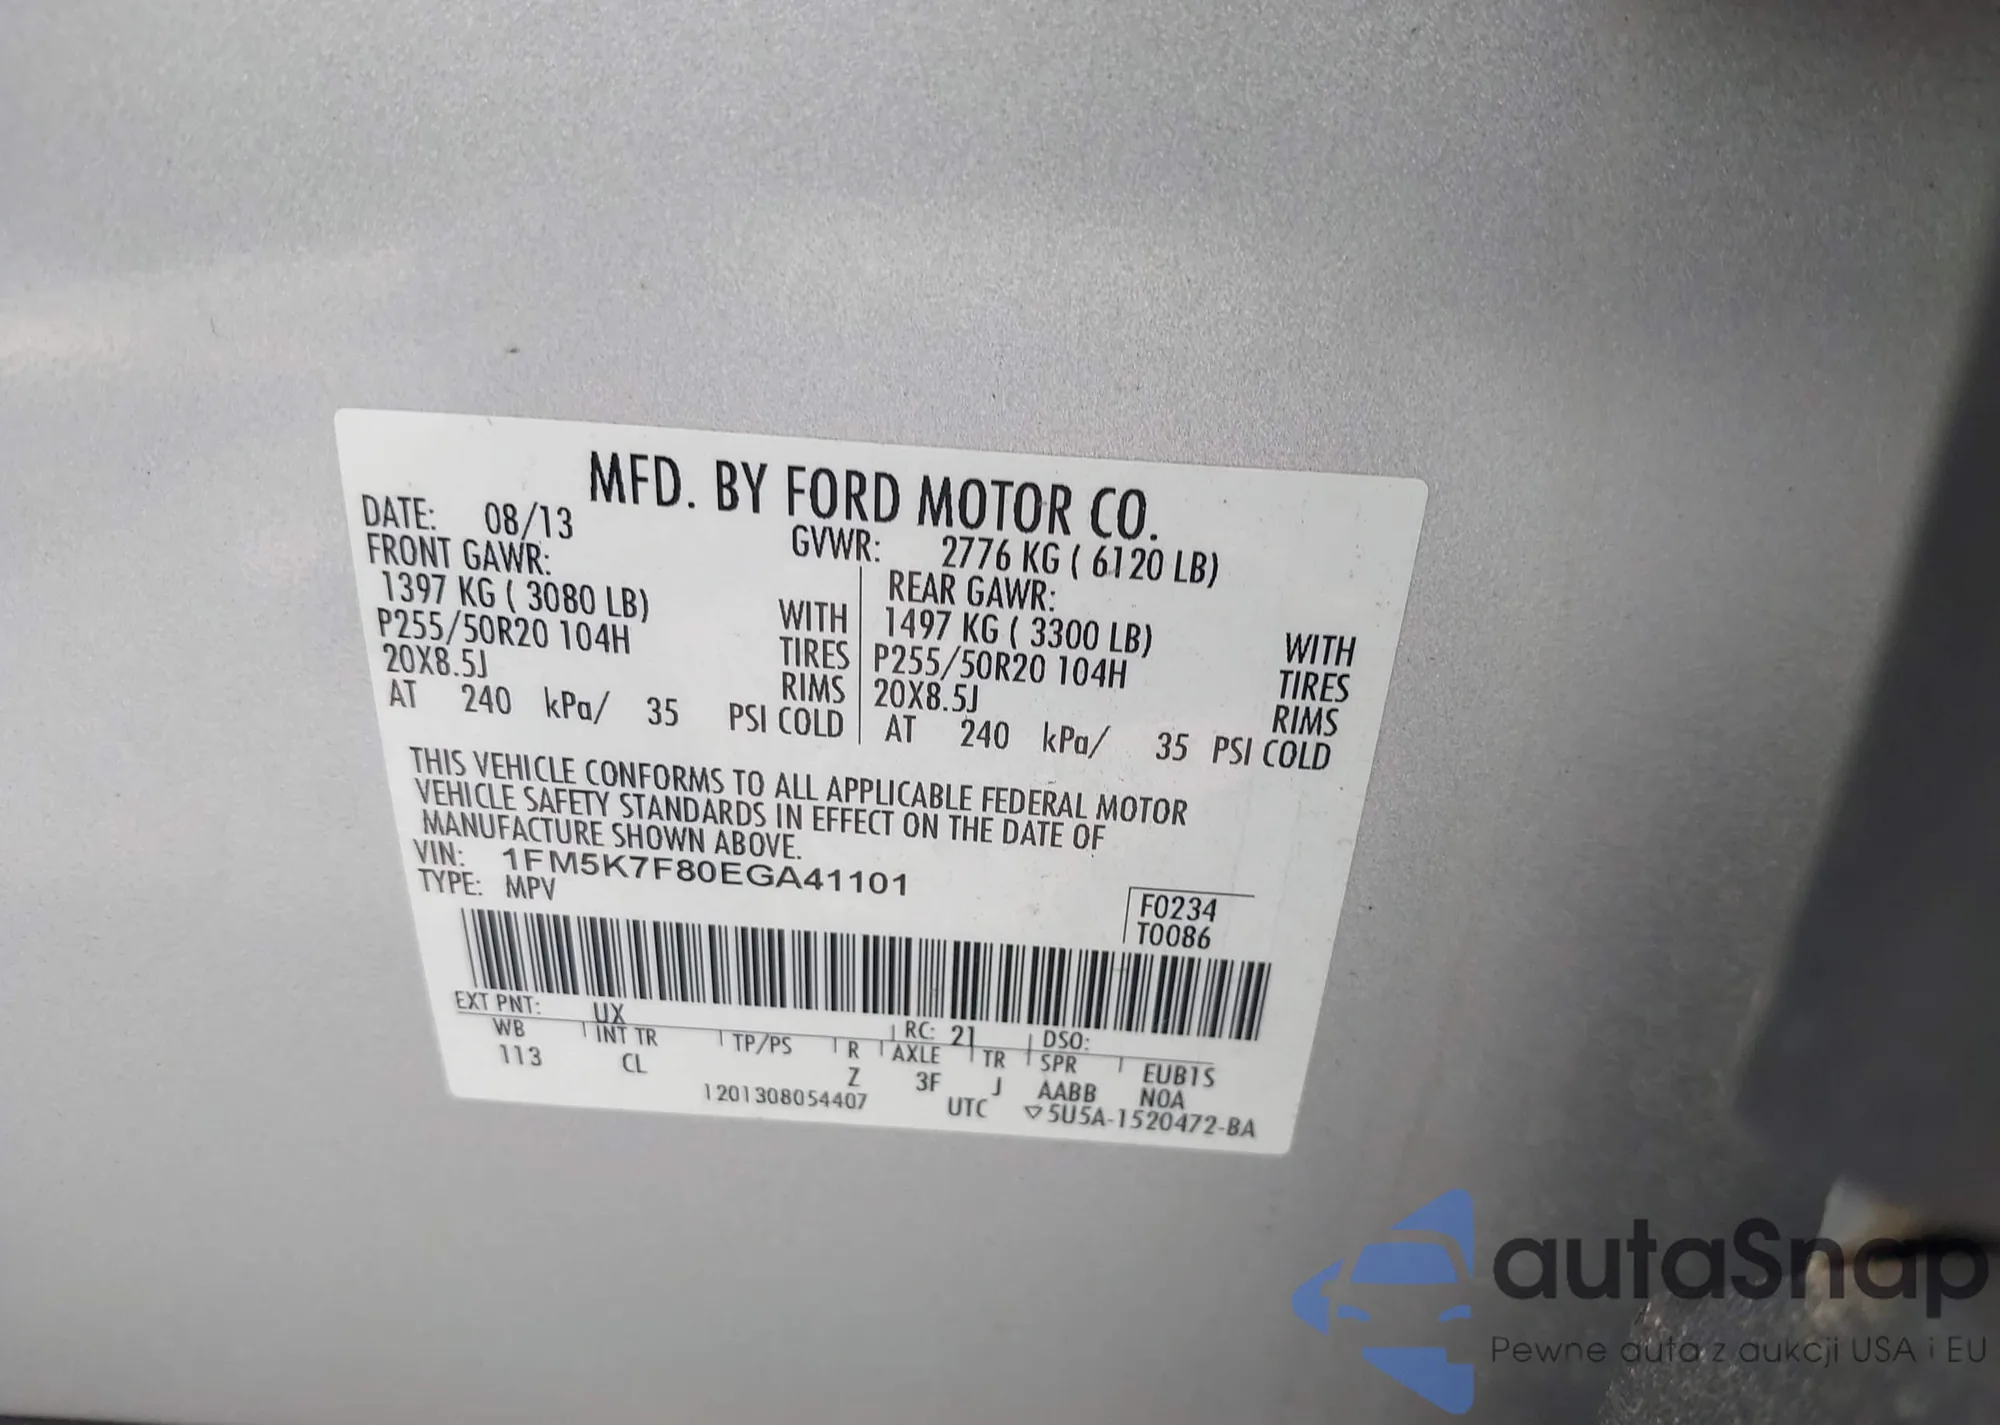 MFD. BY FORD MOTOR CO.
DATE: 08/13 GVWR: 2776 KG ( 6120 LB)
FRONT GAWR: REAR GAWR:
1397 KG ( 3080 LB) WITH 1497 KG ( 3300 LB) WITH
P255/50R20 104H TIRES P255/50R20 104H TIRES
20X8.5J RIMS 20X8.5J RIMS
AT 240 kPa/ 35 PSI COLD AT 240 kPa/ 35 PSI COLD
THIS VEHICLE CONFORMS TO ALL APPLICABLE FEDERAL MOTOR
VEHICLE SAFETY STANDARDS IN EFFECT ON THE DATE OF
MANUFACTURE SHOWN ABOVE.
VIN: 1FM5K7F80EGA41101
TYPE: MPV
F0234
T0086
EXT PNT: UX RC: 21 DSO:
WB INT TR TP/PS R AXLE TR SPR EUB1S
113 CL Z 3F J AABB N0A
1201308054407 UTC ▽5U5A-1520472-BA
autaSnap
Pewne auta z aukcji USA i EU